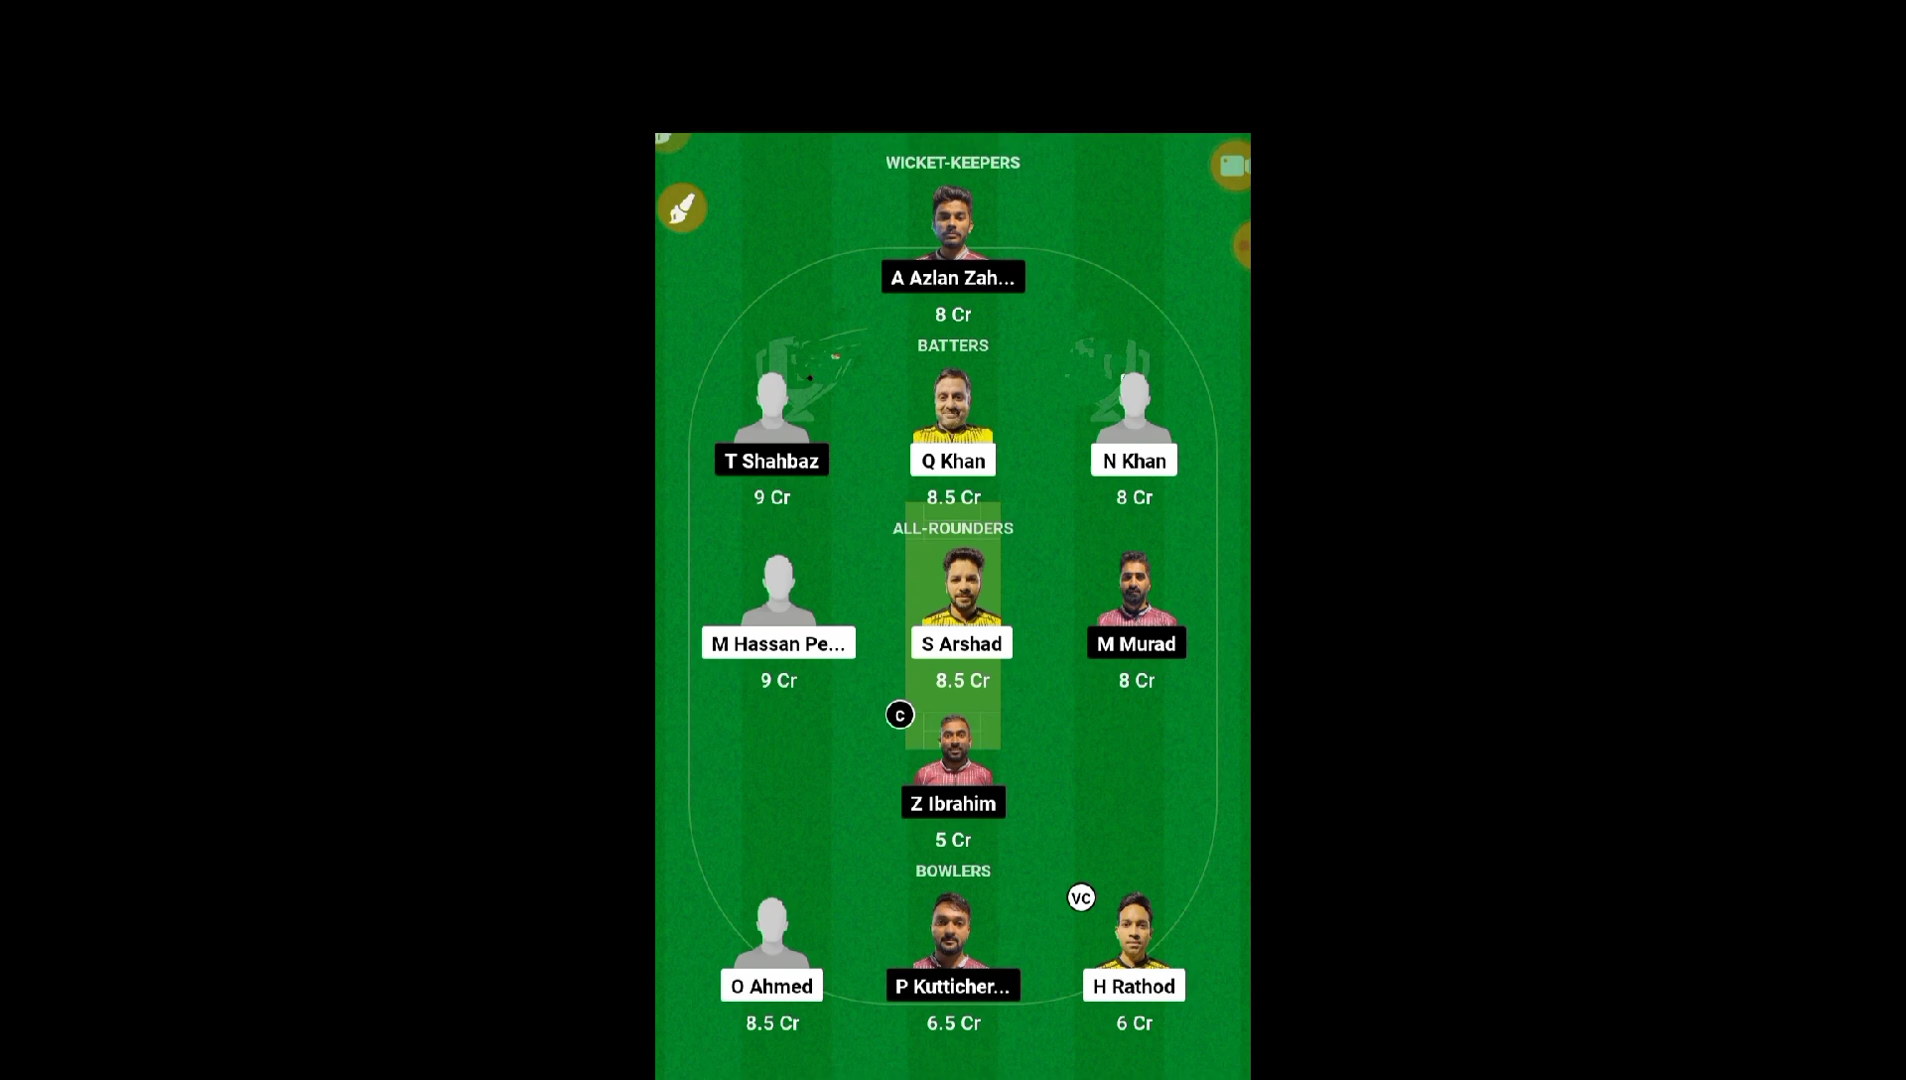 WICKET-KEEPERS
A Azlan Zah...
8 Cr
BATTERS
T Shahbaz Q Khan N Khan
9 Cr 8.5 Cr 8 Cr
ALL-ROUNDERS
M Hassan Pe... S Arshad M Murad
9 Cr 8.5 Cr 8 Cr
C
Z Ibrahim
5 Cr
BOWLERS
VC
O Ahmed P Kutticher... H Rathod
8.5 Cr 6.5 Cr 6 Cr